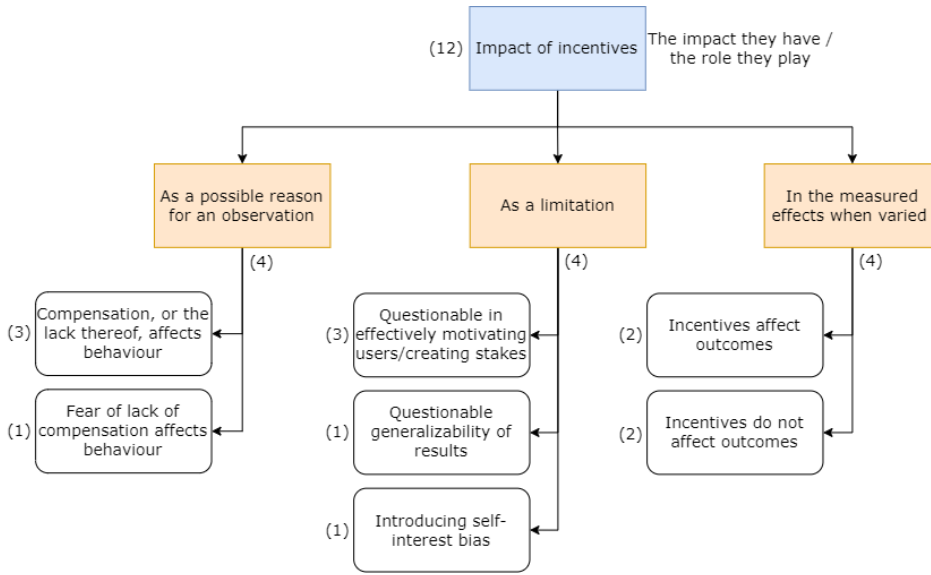 (12)
Impact of incentives
The impact they have /
the role they play
As a possible reason
for an observation
As a limitation
In the measured
effects when varied
(4)
(4)
(4)
(3)
Compensation, or the
lack thereof, affects
behaviour
(1)
Fear of lack of
compensation affects
behaviour
(3)
Questionable in
effectively motivating
users/creating stakes
(1)
Questionable
generalizability of
results
(1)
Introducing self-
interest bias
(2)
Incentives affect
outcomes
(2)
Incentives do not
affect outcomes